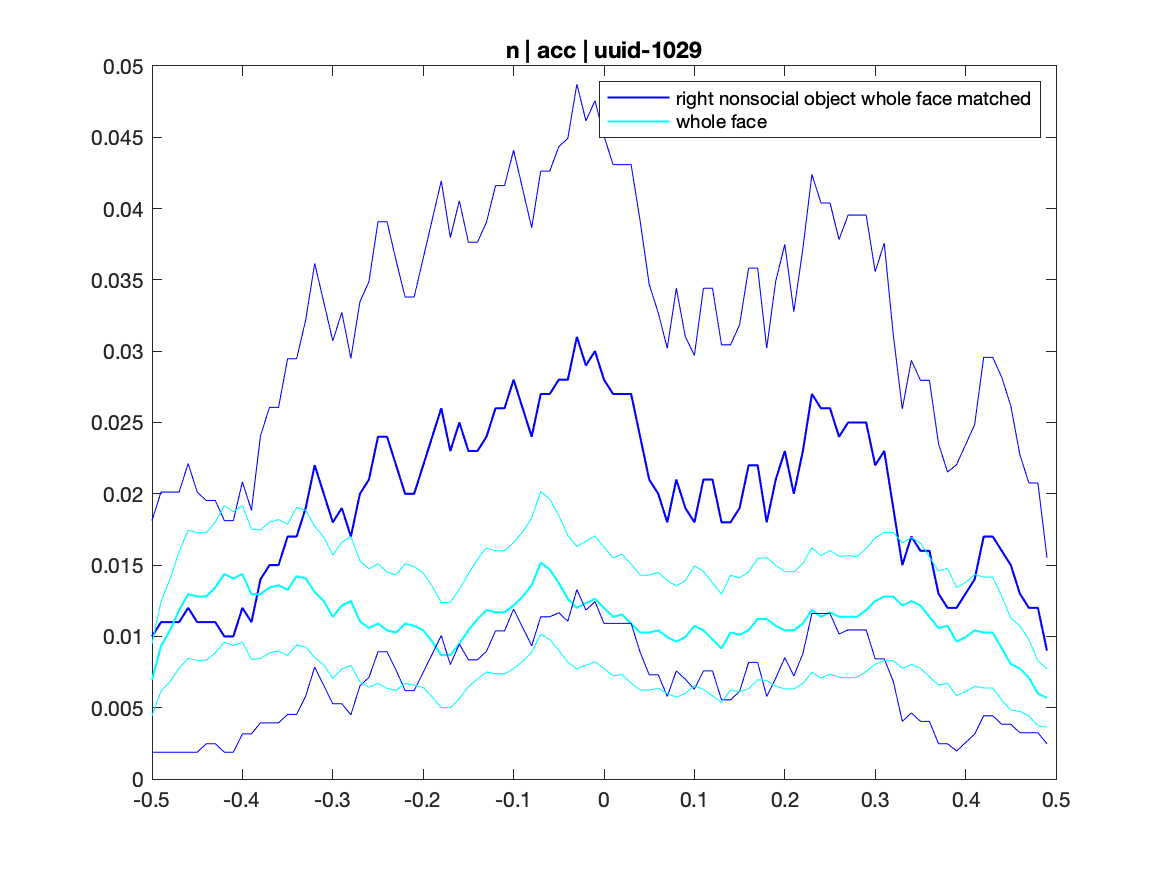 n | acc | uuid-1029
0.05
0.045
0.04
0.035
0.03
0.025
0.02
0.015
0.01
0.005
0
right nonsocial object whole face matched
whole face
-0.5 -0.4 -0.3 -0.2 -0.1 0 0.1 0.2 0.3 0.4 0.5